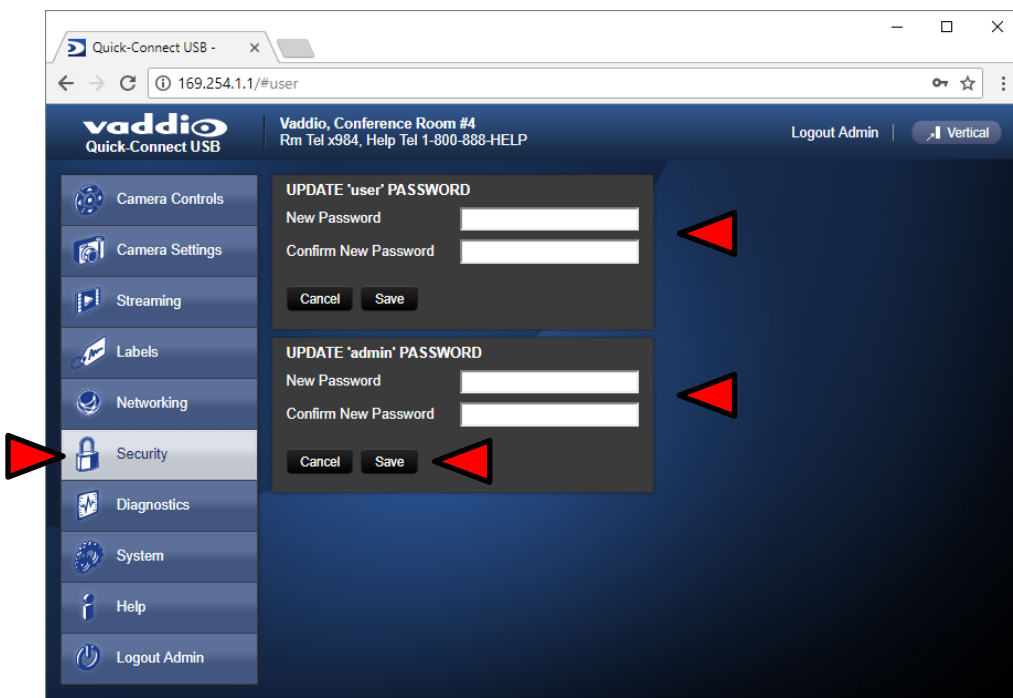 Quick-Connect USB -
169.254.1.1/#user
vaddio
Quick-Connect USB
Vaddio, Conference Room #4
Rm Tel x984, Help Tel 1-800-888-HELP
Logout Admin
Vertical
Camera Controls
Camera Settings
Streaming
Labels
Networking
Security
Diagnostics
System
Help
Logout Admin
UPDATE 'user' PASSWORD
New Password
Confirm New Password
Cancel Save
UPDATE 'admin' PASSWORD
New Password
Confirm New Password
Cancel Save